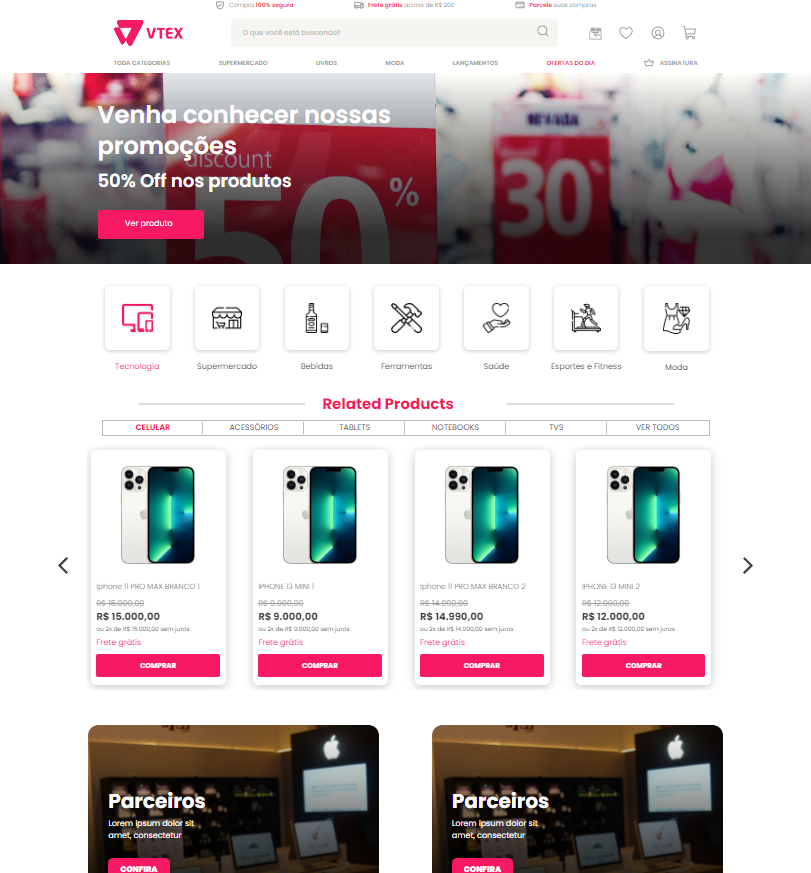 Compra 100% segura
Frete grátis acima de R$ 200
Parcele suas compras
VTEX
O que você está buscando?
TODA CATEGORIAS
SUPERMERCADO
LIVROS
MODA
LANÇAMENTOS
OFERTAS DO DIA
ASSINATURA
Venha conhecer nossas
promoções
50% Off nos produtos
Ver produto
discount
50%
NEVADA
30%
Tecnologia
Supermercado
Bebidas
Ferramentas
Saúde
Esportes e Fitness
Moda
Related Products
CELULAR
ACESSÓRIOS
TABLETS
NOTEBOOKS
TVS
VER TODOS
Iphone 11 PRO MAX BRANCO 1
R$ 15.000,00
R$ 15.000,00
ou 2x de R$ 15.000,00 sem juros
Frete grátis
COMPRAR
IPHONE 13 MINI 1
R$ 9.000,00
R$ 9.000,00
ou 2x de R$ 9.000,00 sem juros
Frete grátis
COMPRAR
Iphone 11 PRO MAX BRANCO 2
R$ 14.990,00
R$ 14.990,00
ou 2x de R$ 14.990,00 sem juros
Frete grátis
COMPRAR
IPHONE 13 MINI 2
R$ 12.000,00
R$ 12.000,00
ou 2x de R$ 12.000,00 sem juros
Frete grátis
COMPRAR
Parceiros
Lorem ipsum dolor sit
amet, consectetur
CONFIRA
Parceiros
Lorem ipsum dolor sit
amet, consectetur
CONFIRA